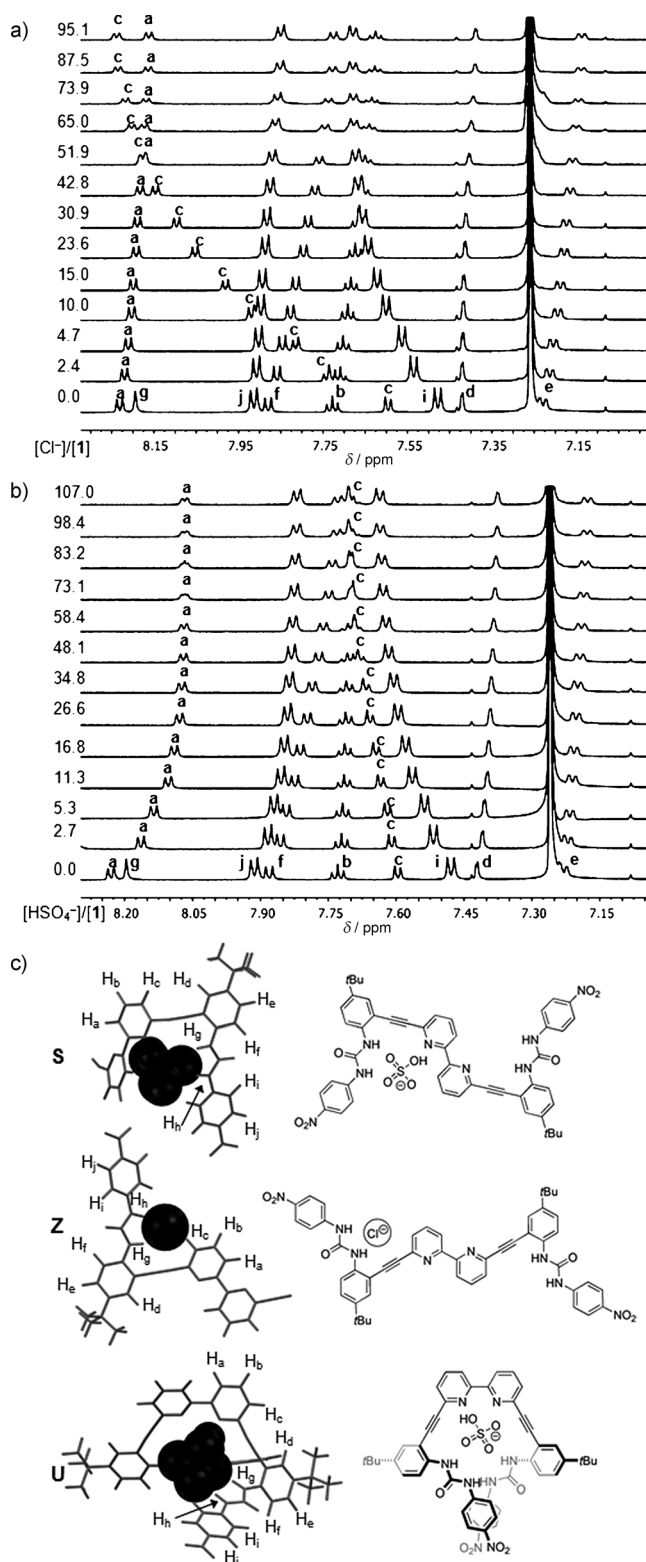 a)
c a
95.1
87.5 c a
73.9 c a
65.0 c a
51.9 c a
42.8 a c
30.9 a c
23.6 a c
15.0 a c
10.0 a c
4.7 a c
2.4 a c
0.0 a g j f b c i d e
[Cl⁻]/[1] 8.15 7.95 7.75 7.55 7.35 7.15
δ / ppm
b)
107.0 a c
98.4 a c
83.2 a c
73.1 a c
58.4 a c
48.1 a c
34.8 a c
26.6 a c
16.8 a c
11.3 a c
5.3 a c
2.7 a c
0.0 a g j f b c i d e
[HSO₄⁻]/[1] 8.20 8.05 7.90 7.75 7.60 7.45 7.30 7.15
δ / ppm
c)
S
Hb Hc Hd He
Ha Hg Hf
Hi
Hh Hj
tBu NO₂
N
HN O
O NH
NH OH
O=S=O
O⊖
N
NH
HN
O₂N
tBu
Z
Hj Hh
Hi Hc Hb
Hf Hg Ha
He Hd
O₂N
NH Cl⊖
O NH
N N
tBu
tBu
HN O
HN
NO₂
U
Ha Hb
Hc
Hd
Hg
Hh Hf He
Hi
Hj
N N
HO
O=S=O
O⊖
tBu tBu
NH HN
O NH HN O
NO₂
NO₂